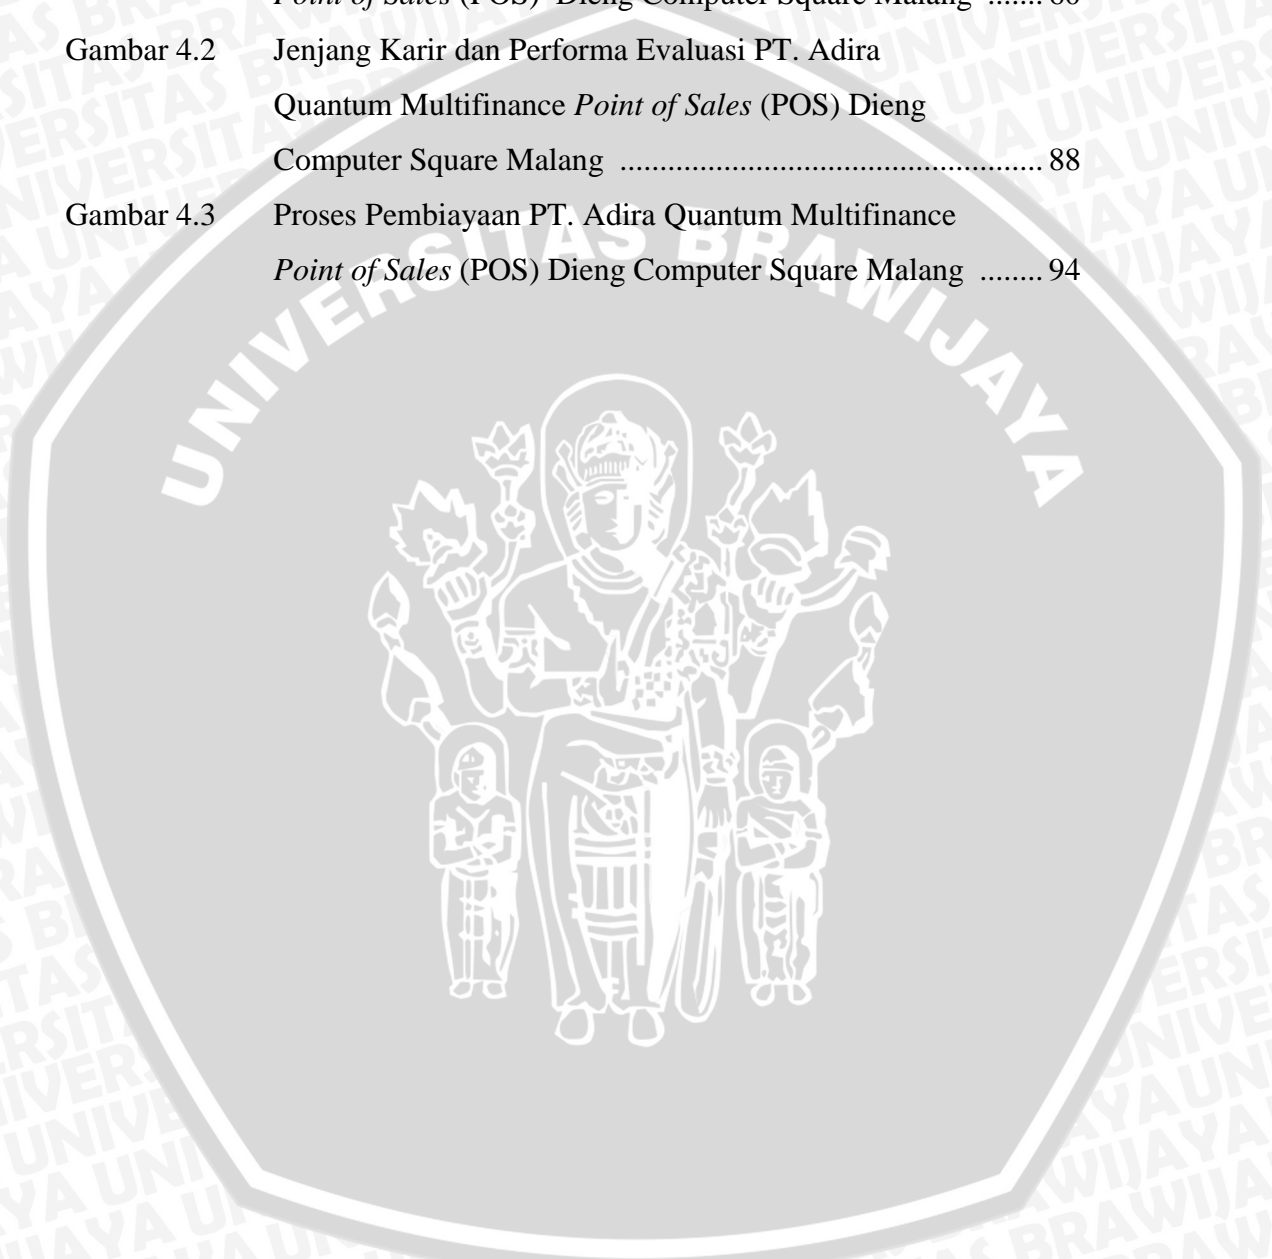 Point of Sales (POS) Dieng Computer Square Malang .......
Gambar 4.2 Jenjang Karir dan Performa Evaluasi PT. Adira
Quantum Multifinance Point of Sales (POS) Dieng
Computer Square Malang ..................................................... 88
Gambar 4.3 Proses Pembiayaan PT. Adira Quantum Multifinance
Point of Sales (POS) Dieng Computer Square Malang ........ 94
UNIVERSITAS BRAWIJAYA